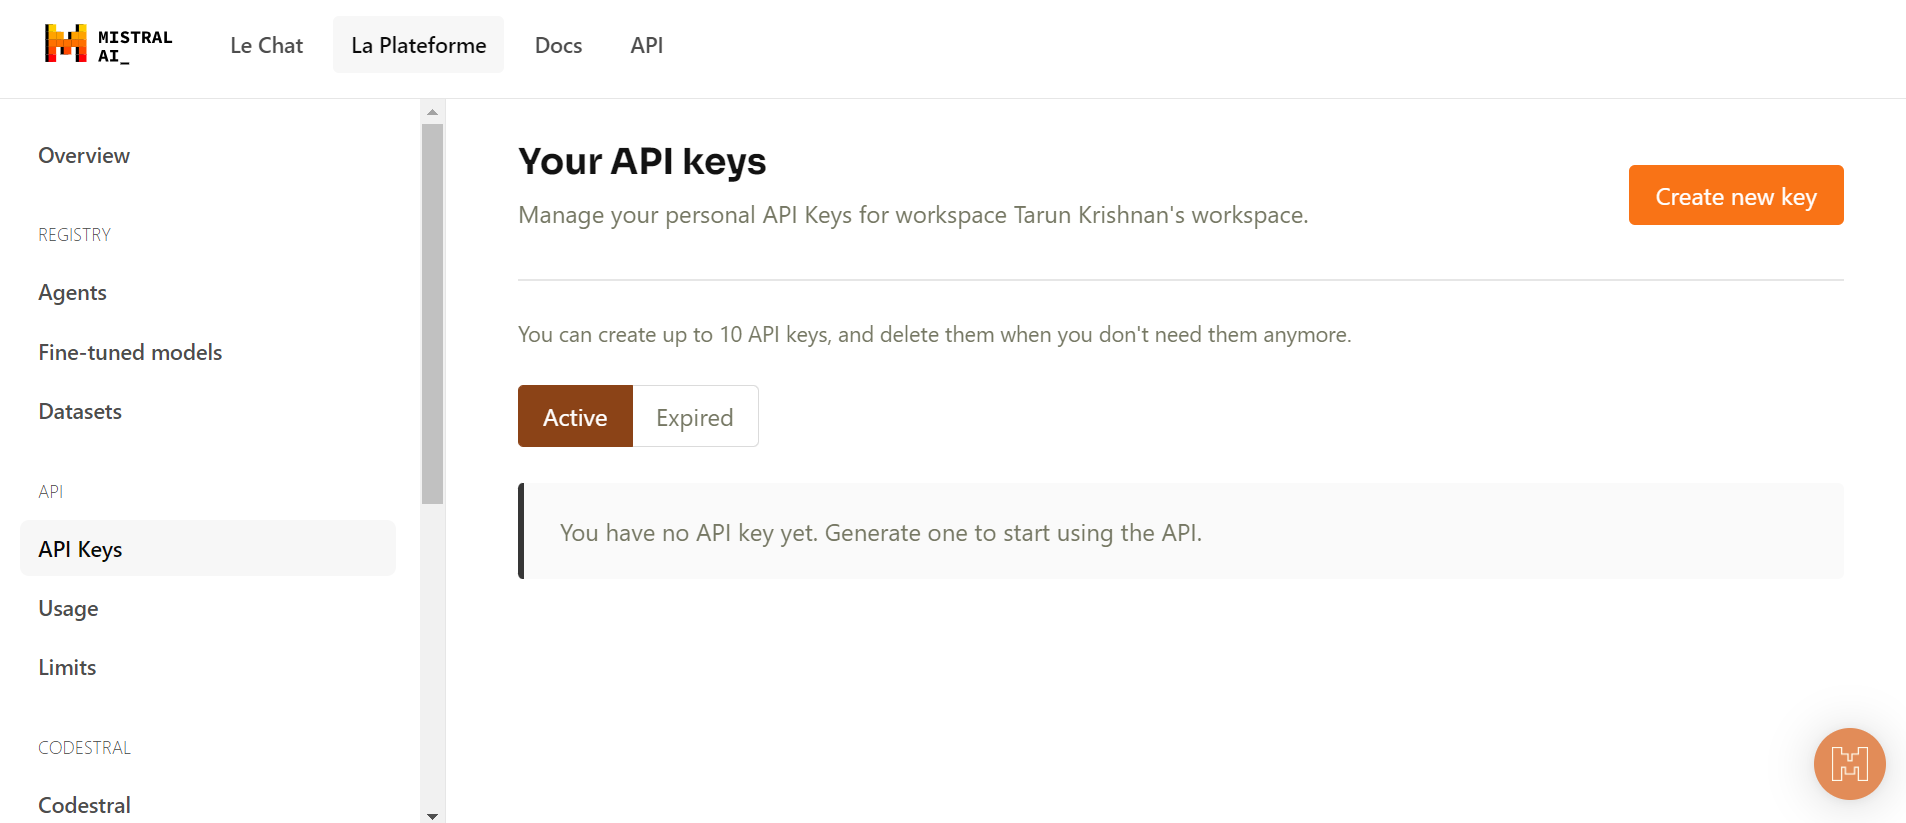 MISTRAL
AI_
Le Chat
La Plateforme
Docs
API
Overview
REGISTRY
Agents
Fine-tuned models
Datasets
API
API Keys
Usage
Limits
CODESTRAL
Codestral
Your API keys
Manage your personal API Keys for workspace Tarun Krishnan's workspace.
Create new key
You can create up to 10 API keys, and delete them when you don't need them anymore.
Active
Expired
You have no API key yet. Generate one to start using the API.